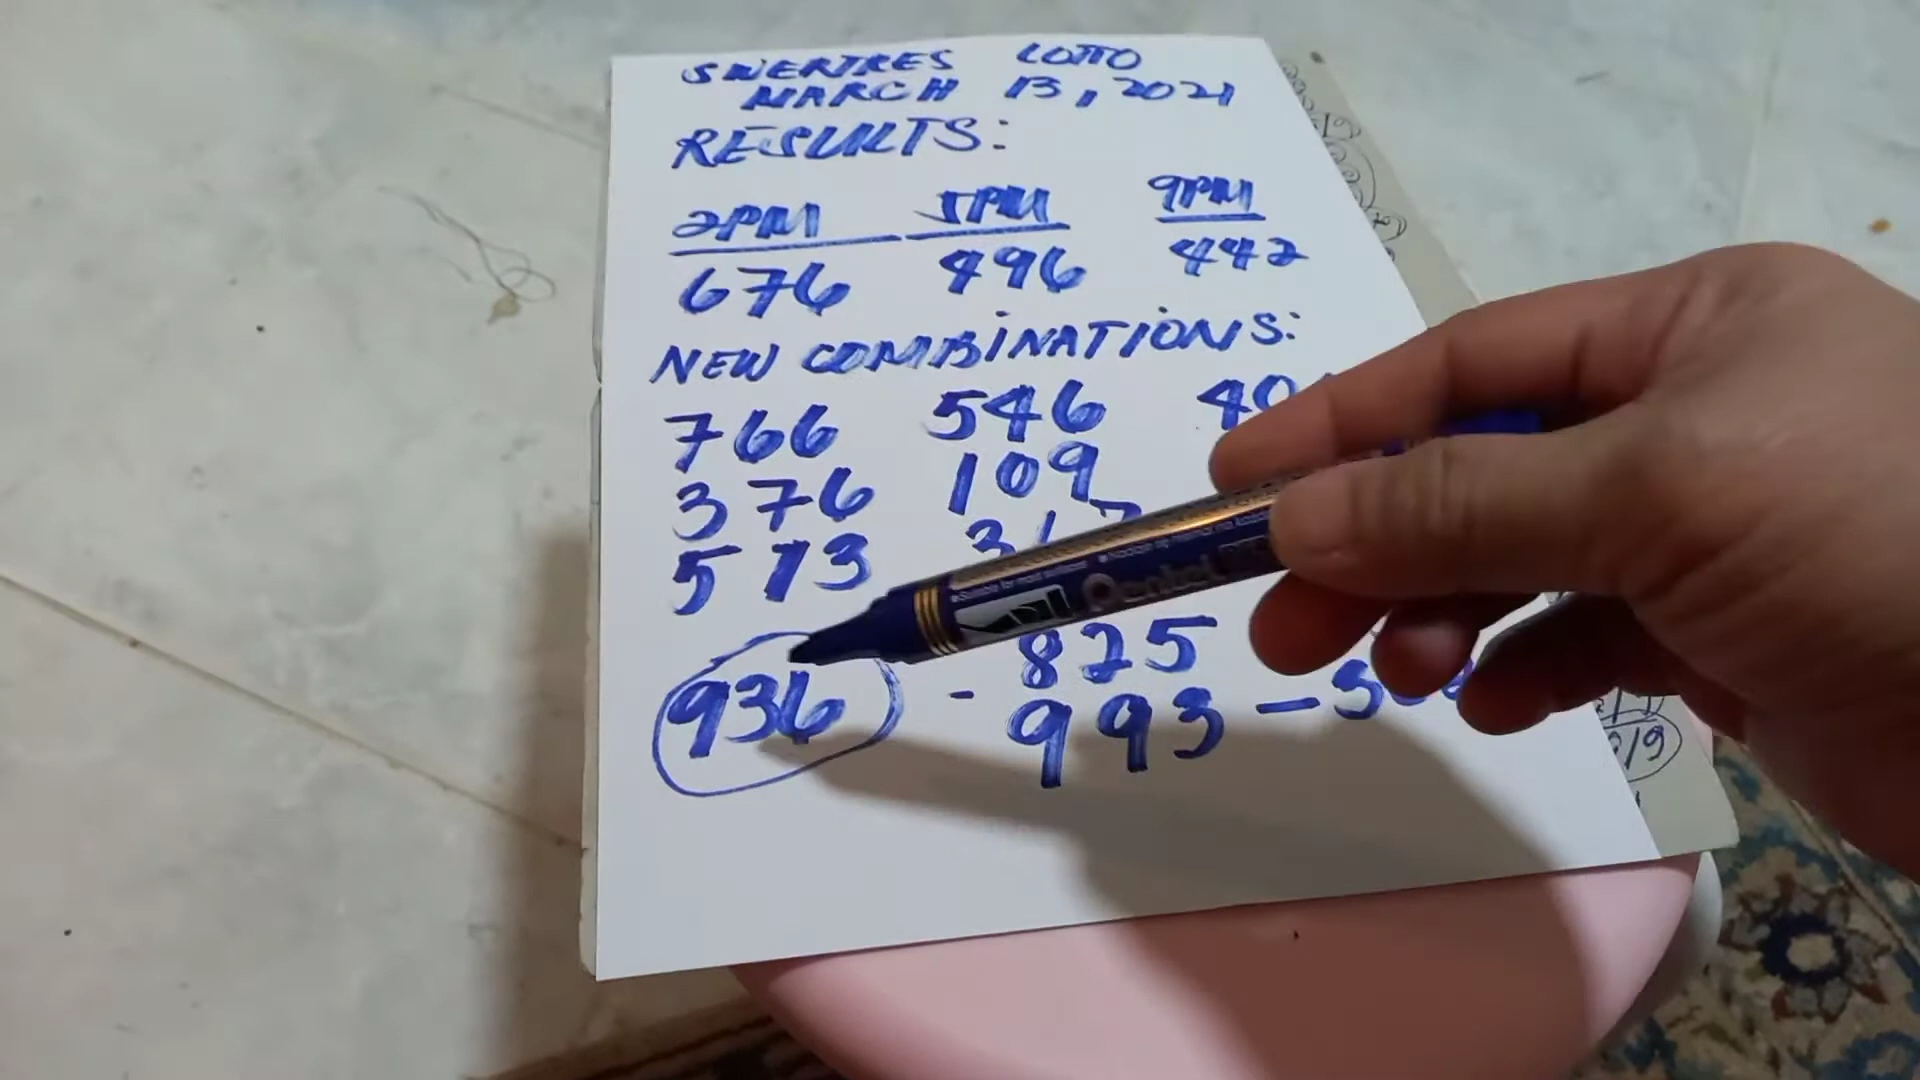 SWERTRES LOTTO
MARCH 13, 2021
RESULTS:
2PM 5PM 9PM
676 496 442
NEW COMBINATIONS:
766 546
376 109
573
825
936 - 993 -
Pentel